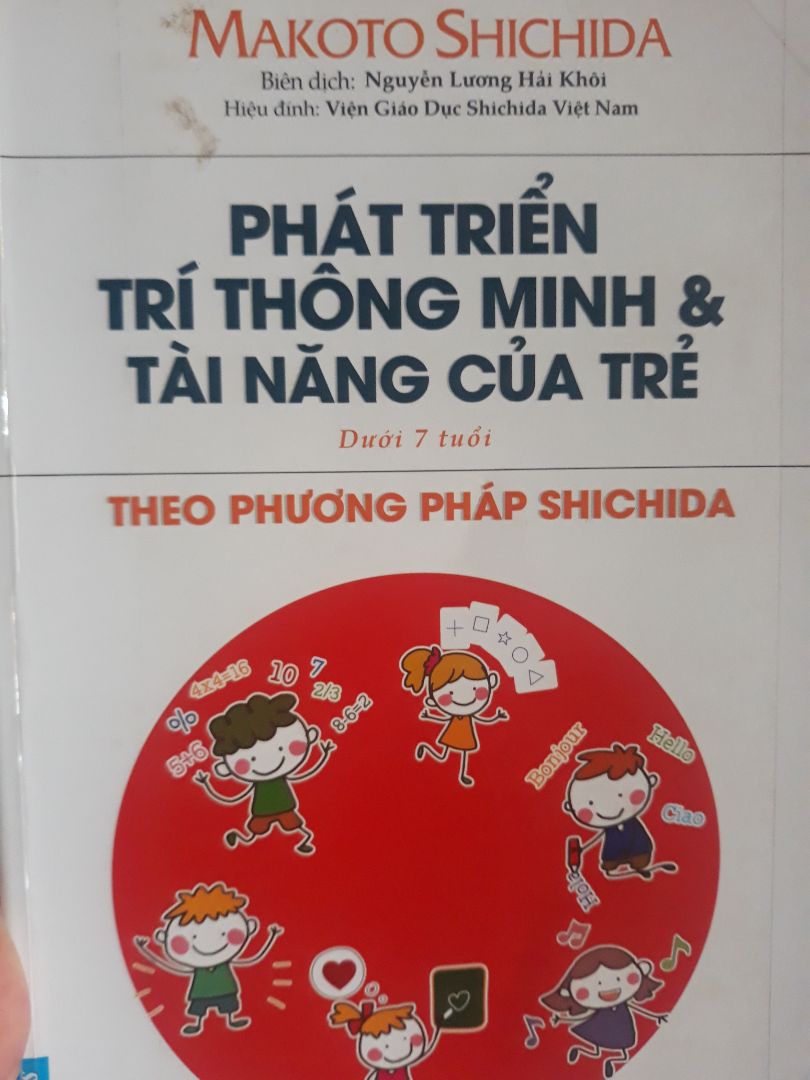 MAKOTO SHICHIDA
Biên dịch: Nguyễn Lương Hải Khôi
Hiệu đính: Viện Giáo Dục Shichida Việt Nam
PHÁT TRIỂN
TRÍ THÔNG MINH &
TÀI NĂNG CỦA TRẺ
Dưới 7 tuổi
THEO PHƯƠNG PHÁP SHICHIDA
4x4=16
10
7
2/3
%
8-6=2
5+6
Bonjour
Hello
Ciao
Hola